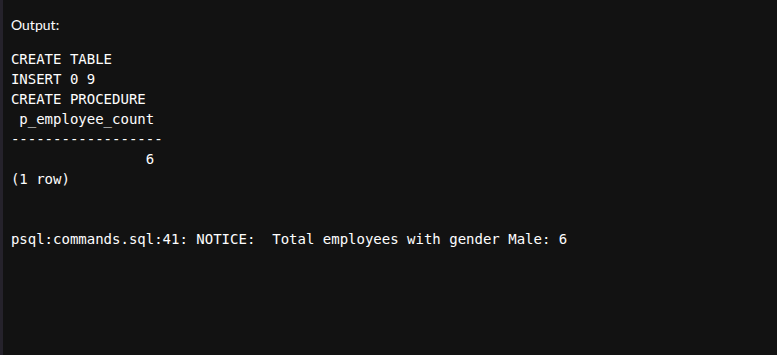 Output:
CREATE TABLE
INSERT 0 9
CREATE PROCEDURE
 p_employee_count
------------------
                6
(1 row)
psql:commands.sql:41: NOTICE:  Total employees with gender Male: 6